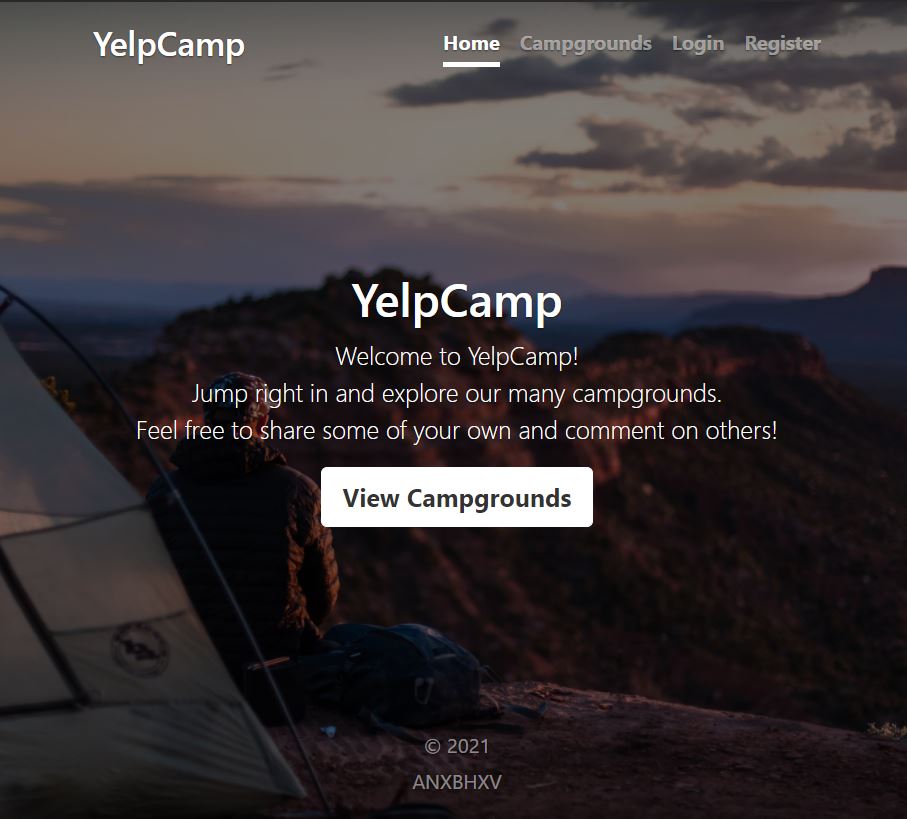 YelpCamp
Home Campgrounds Login Register
YelpCamp
Welcome to YelpCamp!
Jump right in and explore our many campgrounds.
Feel free to share some of your own and comment on others!
View Campgrounds
© 2021
ANXBHXV